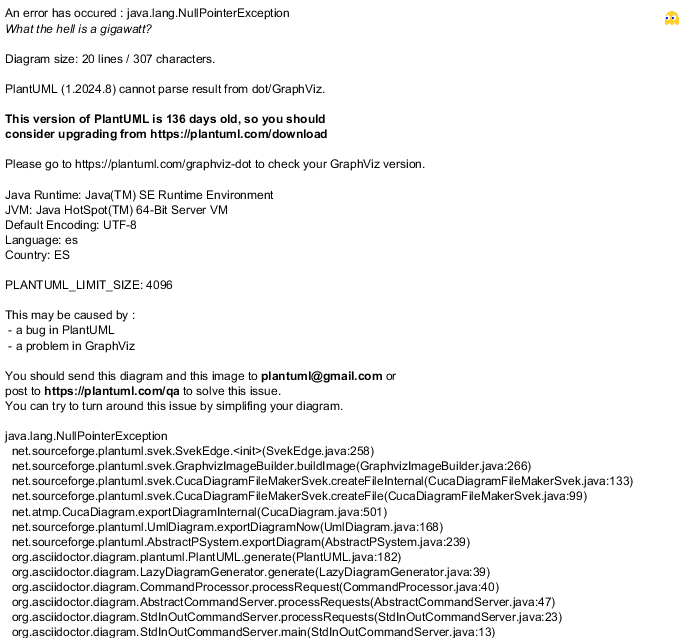 An error has occured : java.lang.NullPointerException
What the hell is a gigawatt?
Diagram size: 20 lines / 307 characters.
PlantUML (1.2024.8) cannot parse result from dot/GraphViz.
This version of PlantUML is 136 days old, so you should
consider upgrading from https://plantuml.com/download
Please go to https://plantuml.com/graphviz-dot to check your GraphViz version.
Java Runtime: Java(TM) SE Runtime Environment
JVM: Java HotSpot(TM) 64-Bit Server VM
Default Encoding: UTF-8
Language: es
Country: ES
PLANTUML_LIMIT_SIZE: 4096
This may be caused by :
- a bug in PlantUML
- a problem in GraphViz
You should send this diagram and this image to plantuml@gmail.com or
post to https://plantuml.com/qa to solve this issue.
You can try to turn around this issue by simplifing your diagram.
java.lang.NullPointerException
net.sourceforge.plantuml.svek.SvekEdge.<init>(SvekEdge.java:258)
net.sourceforge.plantuml.svek.GraphvizImageBuilder.buildImage(GraphvizImageBuilder.java:266)
net.sourceforge.plantuml.svek.CucaDiagramFileMakerSvek.createFileInternal(CucaDiagramFileMakerSvek.java:133)
net.sourceforge.plantuml.svek.CucaDiagramFileMakerSvek.createFile(CucaDiagramFileMakerSvek.java:99)
net.atmp.CucaDiagram.exportDiagramInternal(CucaDiagram.java:501)
net.sourceforge.plantuml.UmlDiagram.exportDiagramNow(UmlDiagram.java:168)
net.sourceforge.plantuml.AbstractPSystem.exportDiagram(AbstractPSystem.java:239)
org.asciidoctor.diagram.plantuml.PlantUML.generate(PlantUML.java:182)
org.asciidoctor.diagram.LazyDiagramGenerator.generate(LazyDiagramGenerator.java:39)
org.asciidoctor.diagram.CommandProcessor.processRequest(CommandProcessor.java:40)
org.asciidoctor.diagram.AbstractCommandServer.processRequests(AbstractCommandServer.java:47)
org.asciidoctor.diagram.StdInOutCommandServer.processRequests(StdInOutCommandServer.java:23)
org.asciidoctor.diagram.StdInOutCommandServer.main(StdInOutCommandServer.java:13)